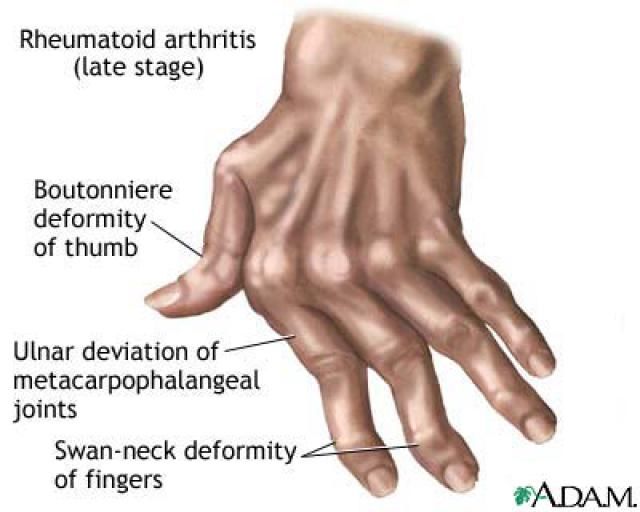 Rheumatoid arthritis
(late stage)
Boutonniere
deformity
of thumb
Ulnar deviation of
metacarpophalangeal
joints
Swan-neck deformity
of fingers
A.D.A.M.